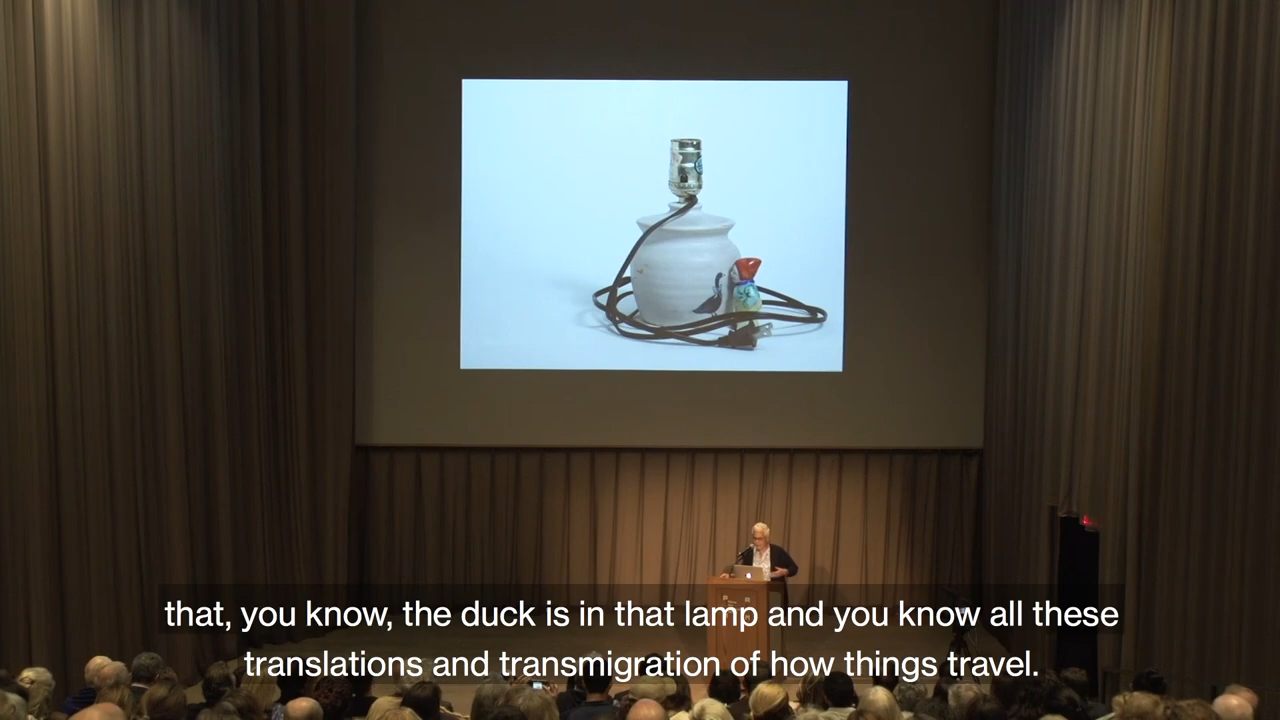 that, you know, the duck is in that lamp and you know all these
translations and transmigration of how things travel.